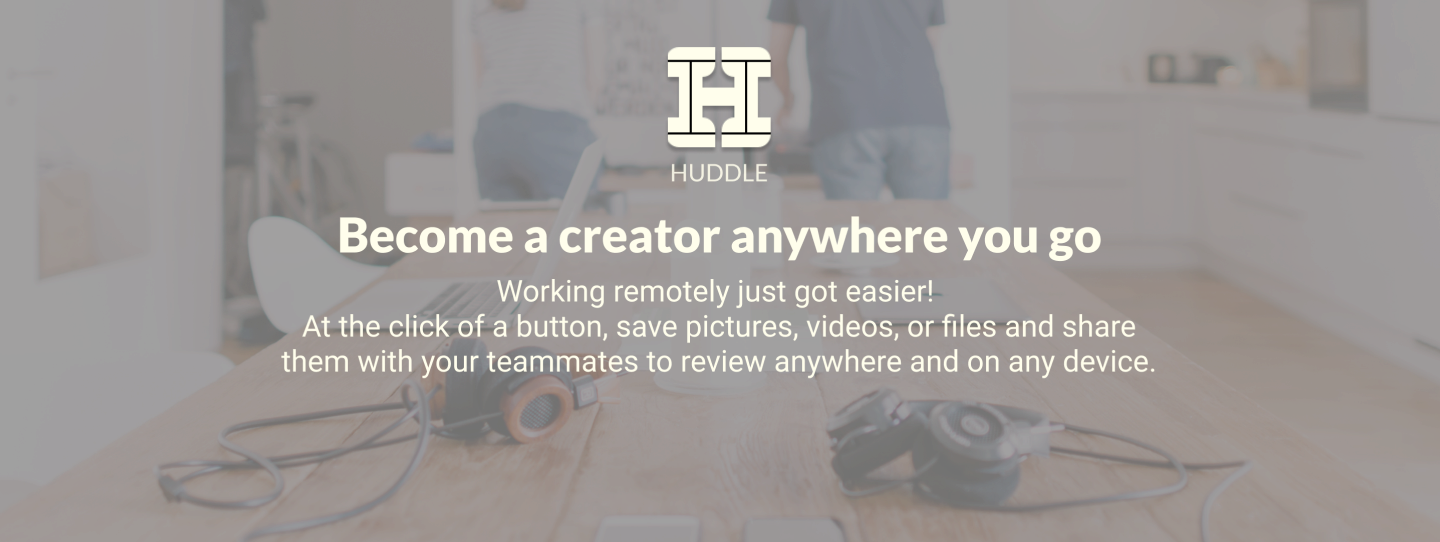 H
HUDDLE
Become a creator anywhere you go
Working remotely just got easier!
At the click of a button, save pictures, videos, or files and share
them with your teammates to review anywhere and on any device.